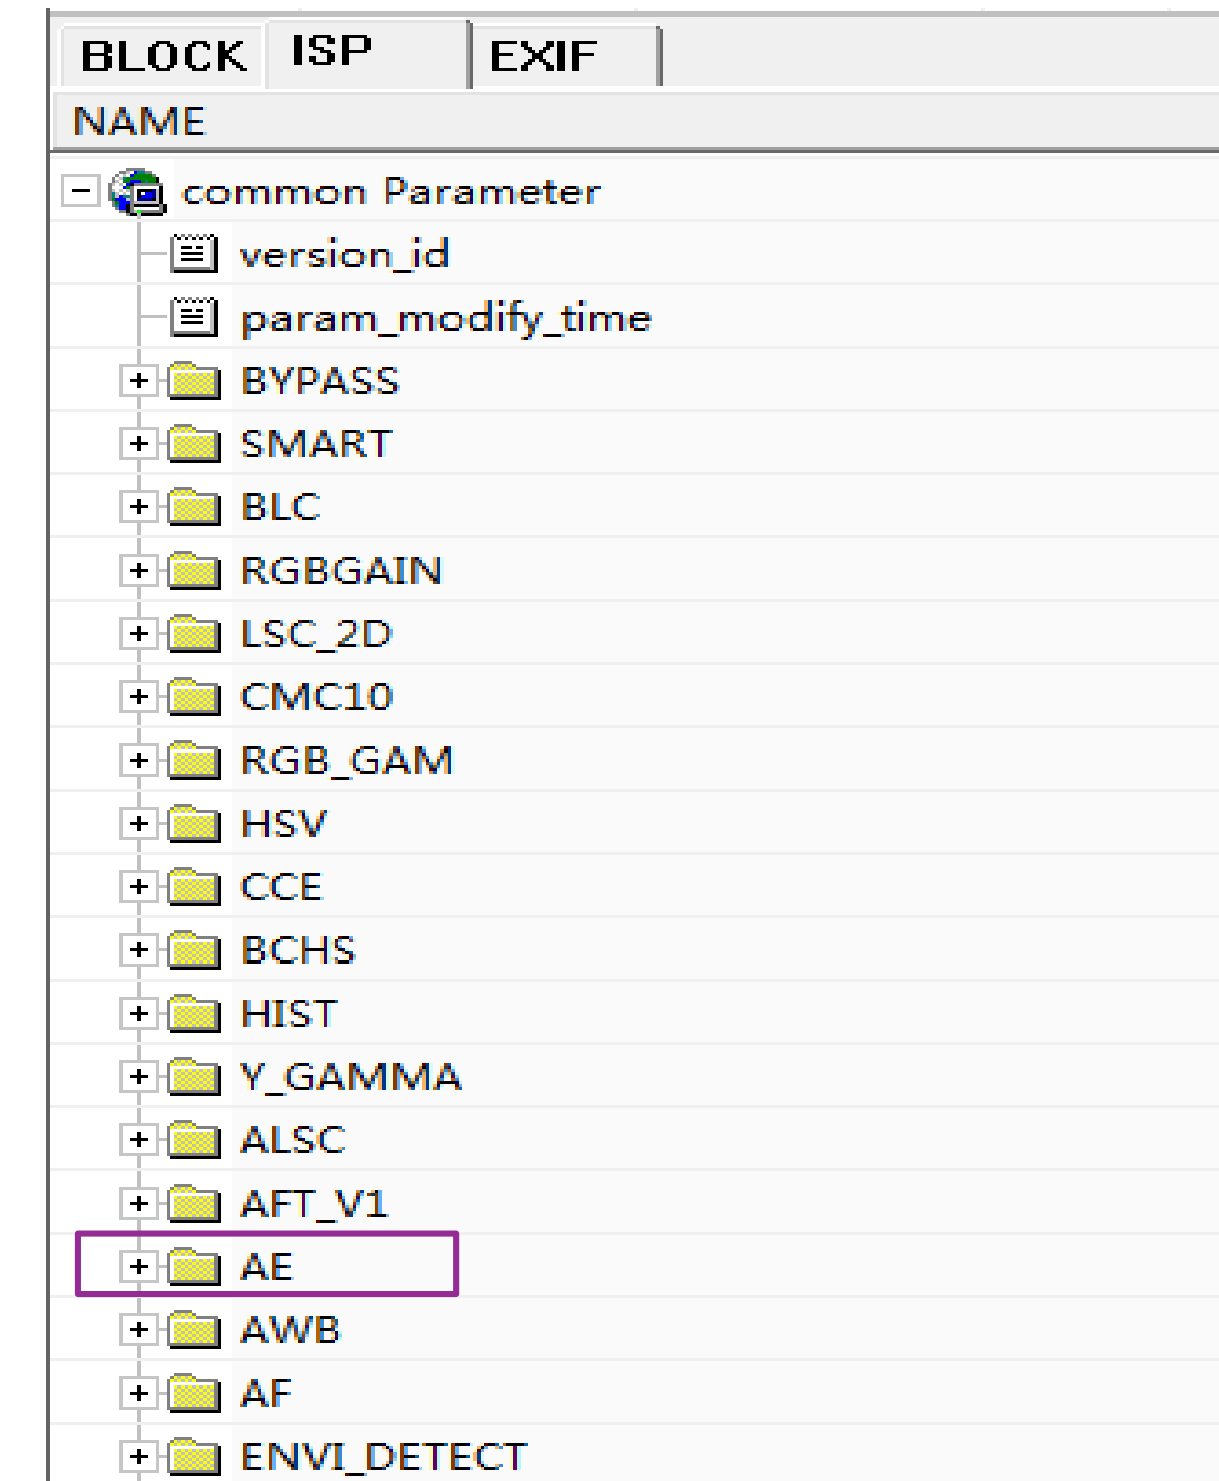 BLOCK ISP EXIF
NAME
common Parameter
version_id
param_modify_time
BYPASS
SMART
BLC
RGBGAIN
LSC_2D
CMC10
RGB_GAM
HSV
CCE
BCHS
HIST
Y_GAMMA
ALSC
AFT_V1
AE
AWB
AF
ENVI_DETECT